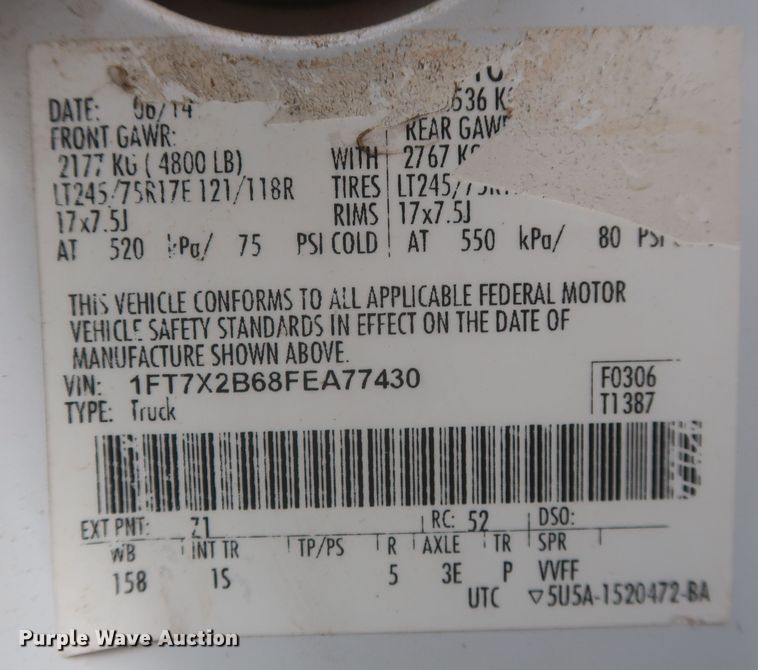 DATE: 06/14
FRONT GAWR: REAR GAWR
2177 KG ( 4800 LB) WITH 2767 KG
LT245/75R17E 121/118R TIRES LT245/75R17
17x7.5J RIMS 17x7.5J
AT 520 kPa/ 75 PSI COLD AT 550 kPa/ 80 PSI COLD
THIS VEHICLE CONFORMS TO ALL APPLICABLE FEDERAL MOTOR
VEHICLE SAFETY STANDARDS IN EFFECT ON THE DATE OF
MANUFACTURE SHOWN ABOVE.
VIN: 1FT7X2B68FEA77430 F0306
TYPE: Truck T1387
EXT PNT: Z1 RC: 52 DSO:
WB INT TR TP/PS R AXLE TR SPR
158 1S 5 3E P VVFF
UTC ▽5U5A-1520472-BA
Purple Wave Auction